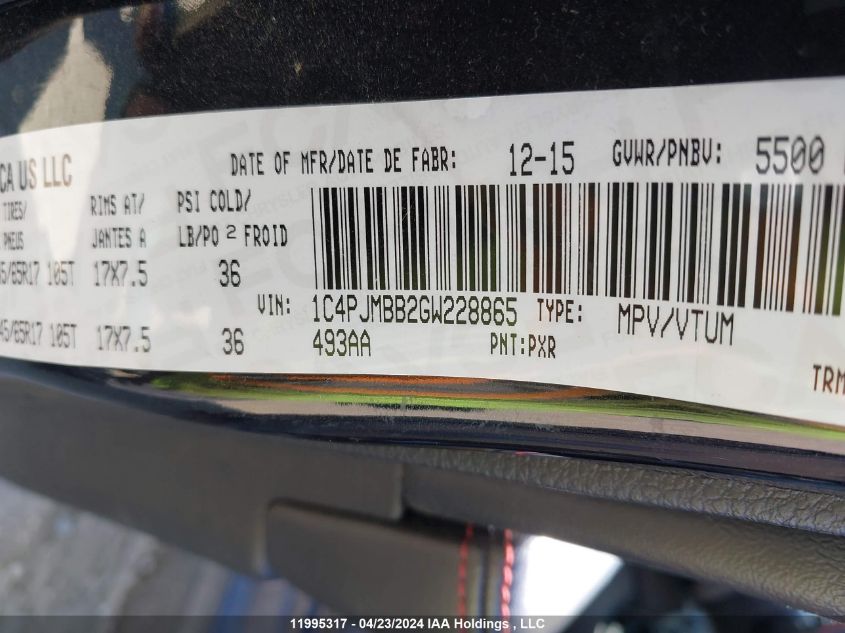 CA US LLC DATE OF MFR/DATE DE FABR: 12-15 GVWR/PNBV: 5500
TIRES/ RIMS AT/ PSI COLD/
PNEUS JANTES A LB/PO 2 FROID
5/65R17 105T 17X7.5 36
VIN: 1C4PJMBB2GW228865 TYPE: MPV/VTUM
45/65R17 105T 17X7.5 36 493AA PNT:PXR
TRM
11995317 - 04/23/2024 IAA Holdings , LLC